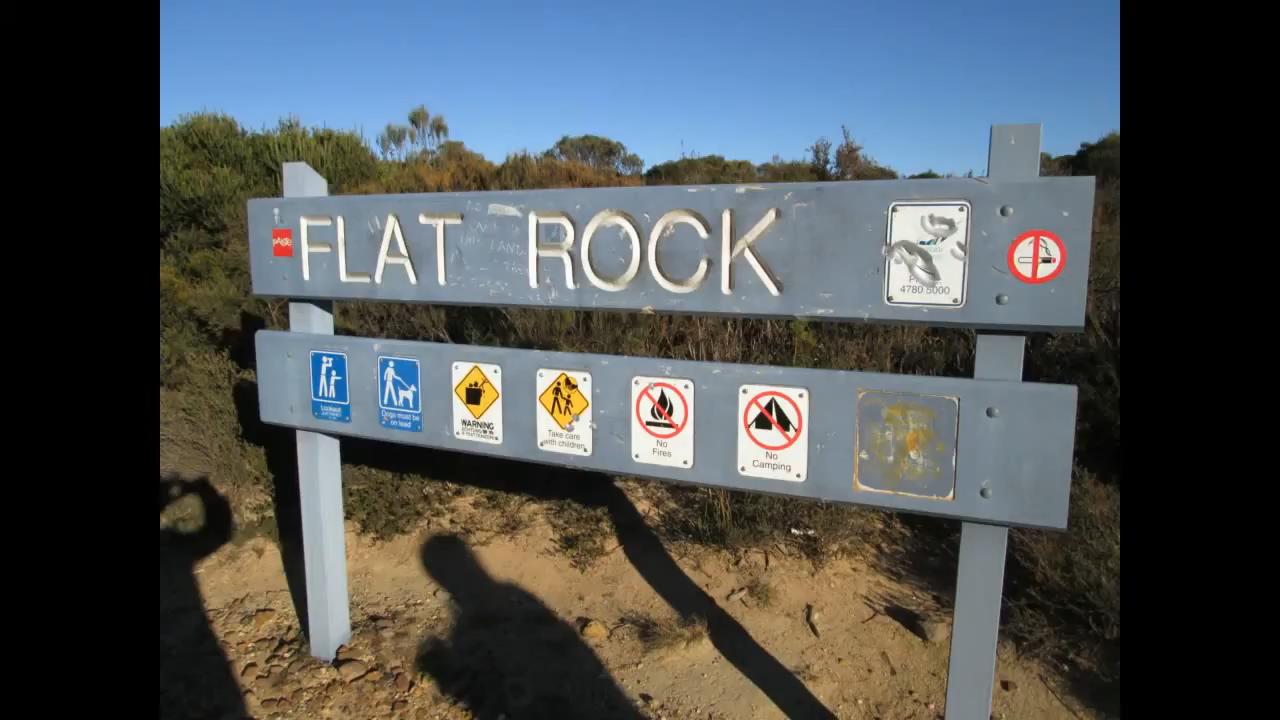 FLAT ROCK
4780 5000
Lookout
Dogs must be
on lead
WARNING
Take care
with children
No
Fires
No
Camping